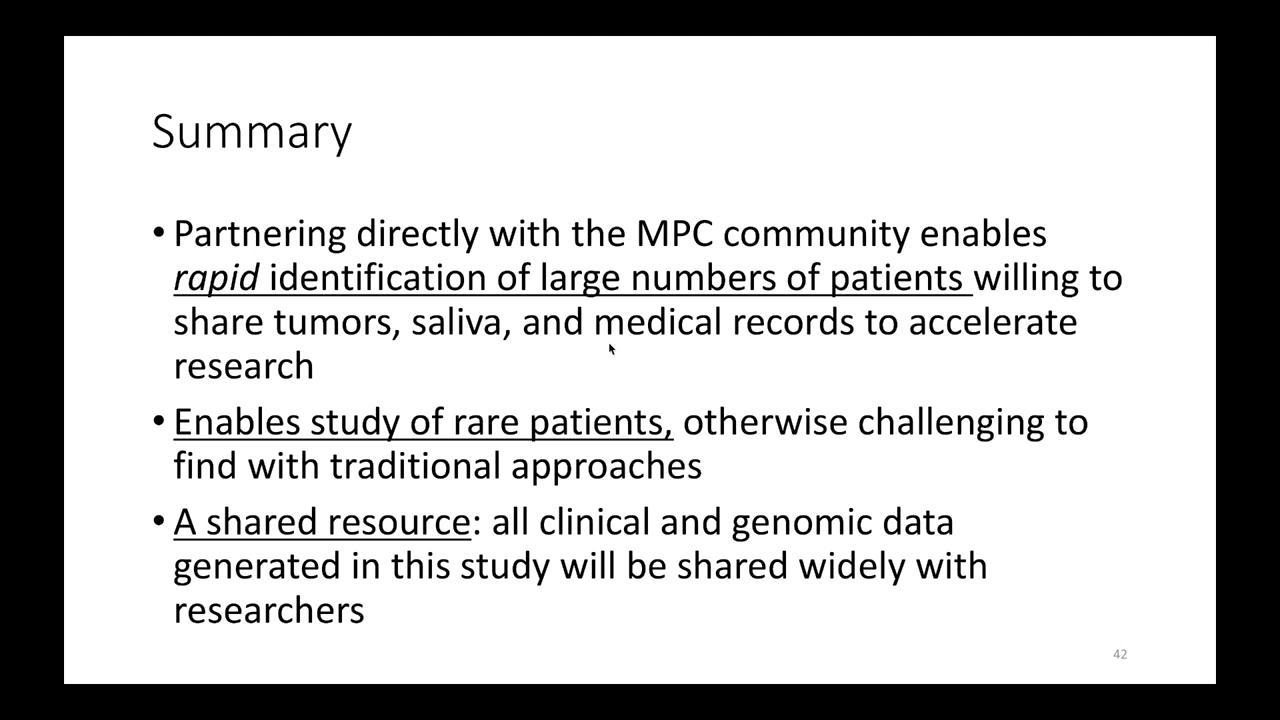 Summary
• Partnering directly with the MPC community enables
rapid identification of large numbers of patients willing to
share tumors, saliva, and medical records to accelerate
research
• Enables study of rare patients, otherwise challenging to
find with traditional approaches
• A shared resource: all clinical and genomic data
generated in this study will be shared widely with
researchers
42